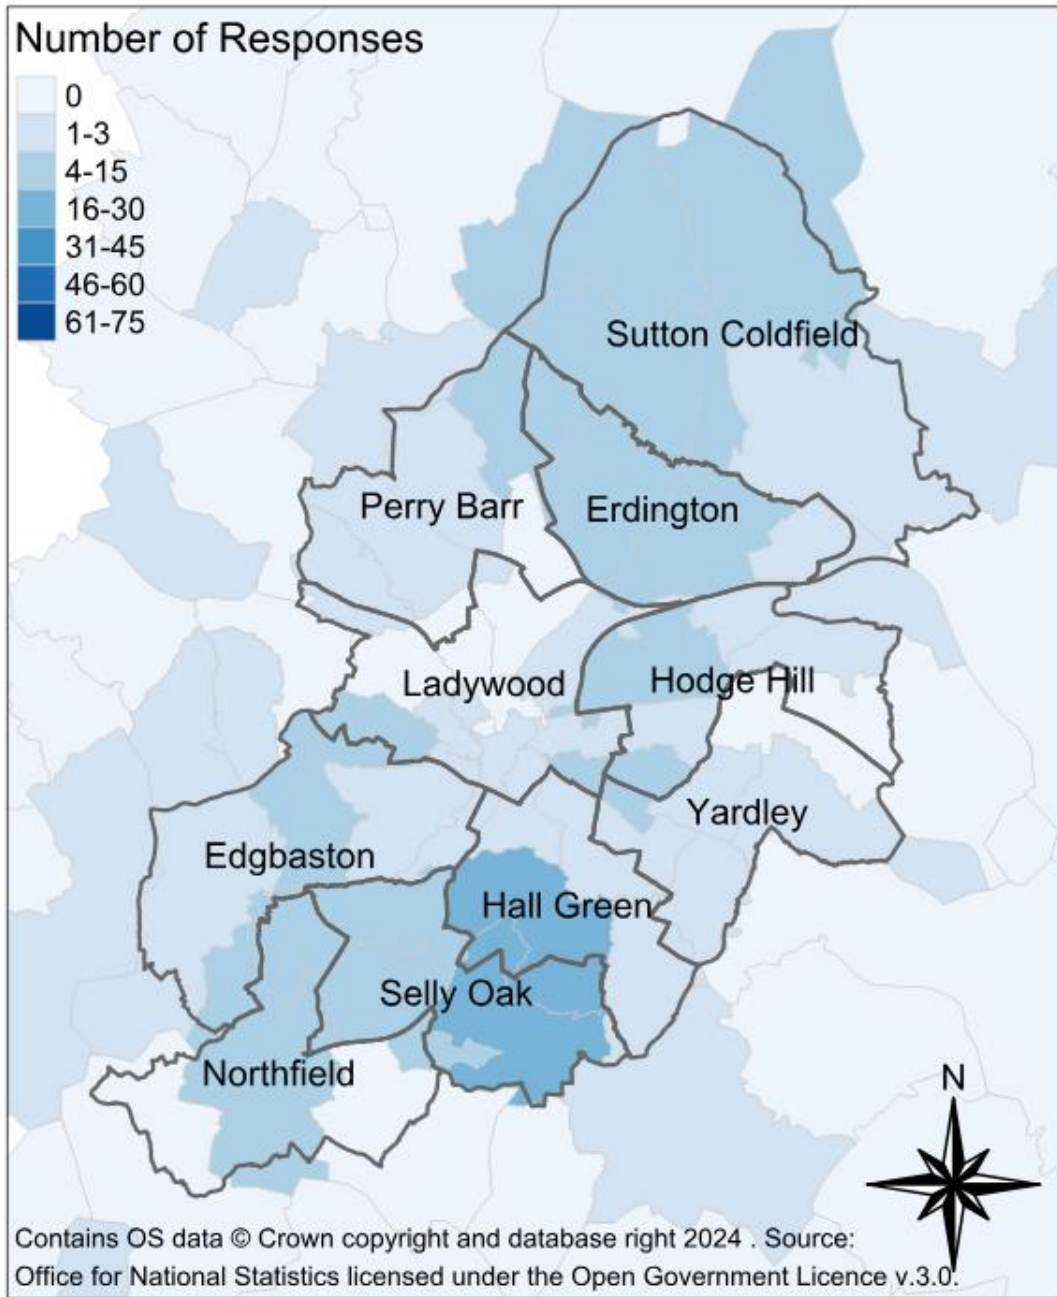 Number of Responses
0
1-3
4-15
16-30
31-45
46-60
61-75
Sutton Coldfield
Perry Barr
Erdington
Ladywood
Hodge Hill
Yardley
Edgbaston
Hall Green
Selly Oak
Northfield
N
Contains OS data © Crown copyright and database right 2024 . Source:
Office for National Statistics licensed under the Open Government Licence v.3.0.